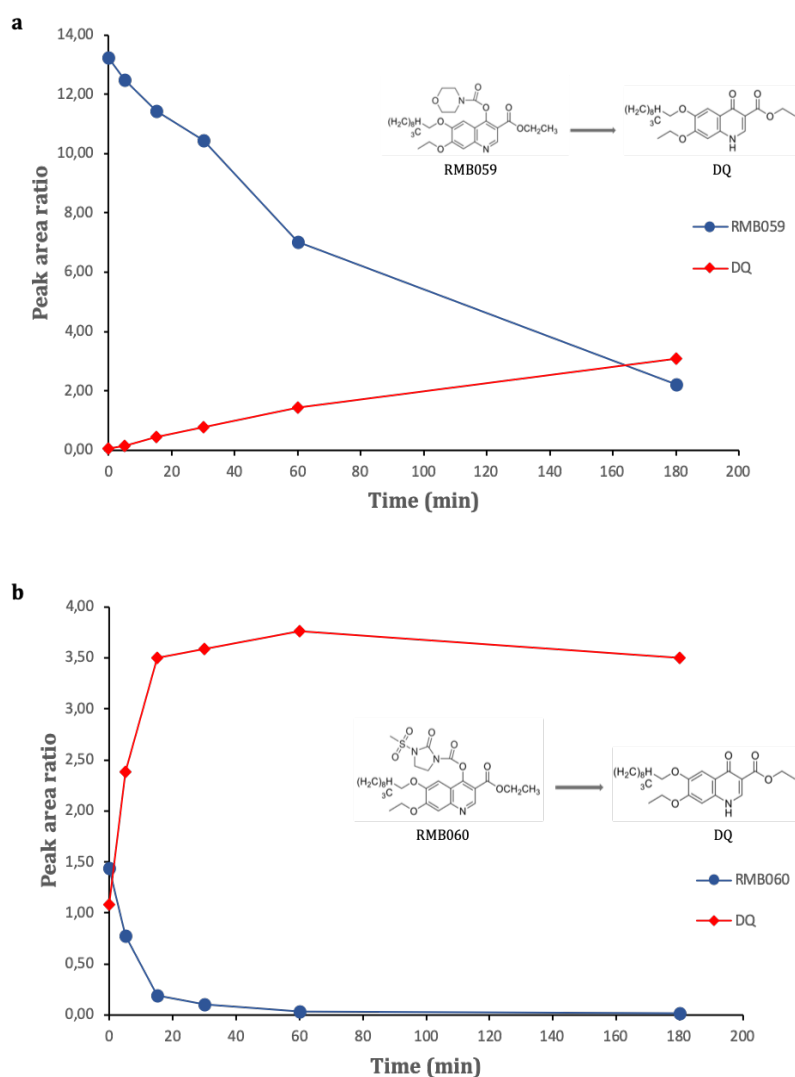 a
14,00
12,00
10,00
8,00
6,00
4,00
2,00
0,00
0 20 40 60 80 100 120 140 160 180 200
Peak area ratio
Time (min)
RMB059
DQ
RMB059
DQ
b
4,00
3,50
3,00
2,50
2,00
1,50
1,00
0,50
0,00
0 20 40 60 80 100 120 140 160 180 200
Peak area ratio
Time (min)
RMB060
DQ
RMB060
DQ